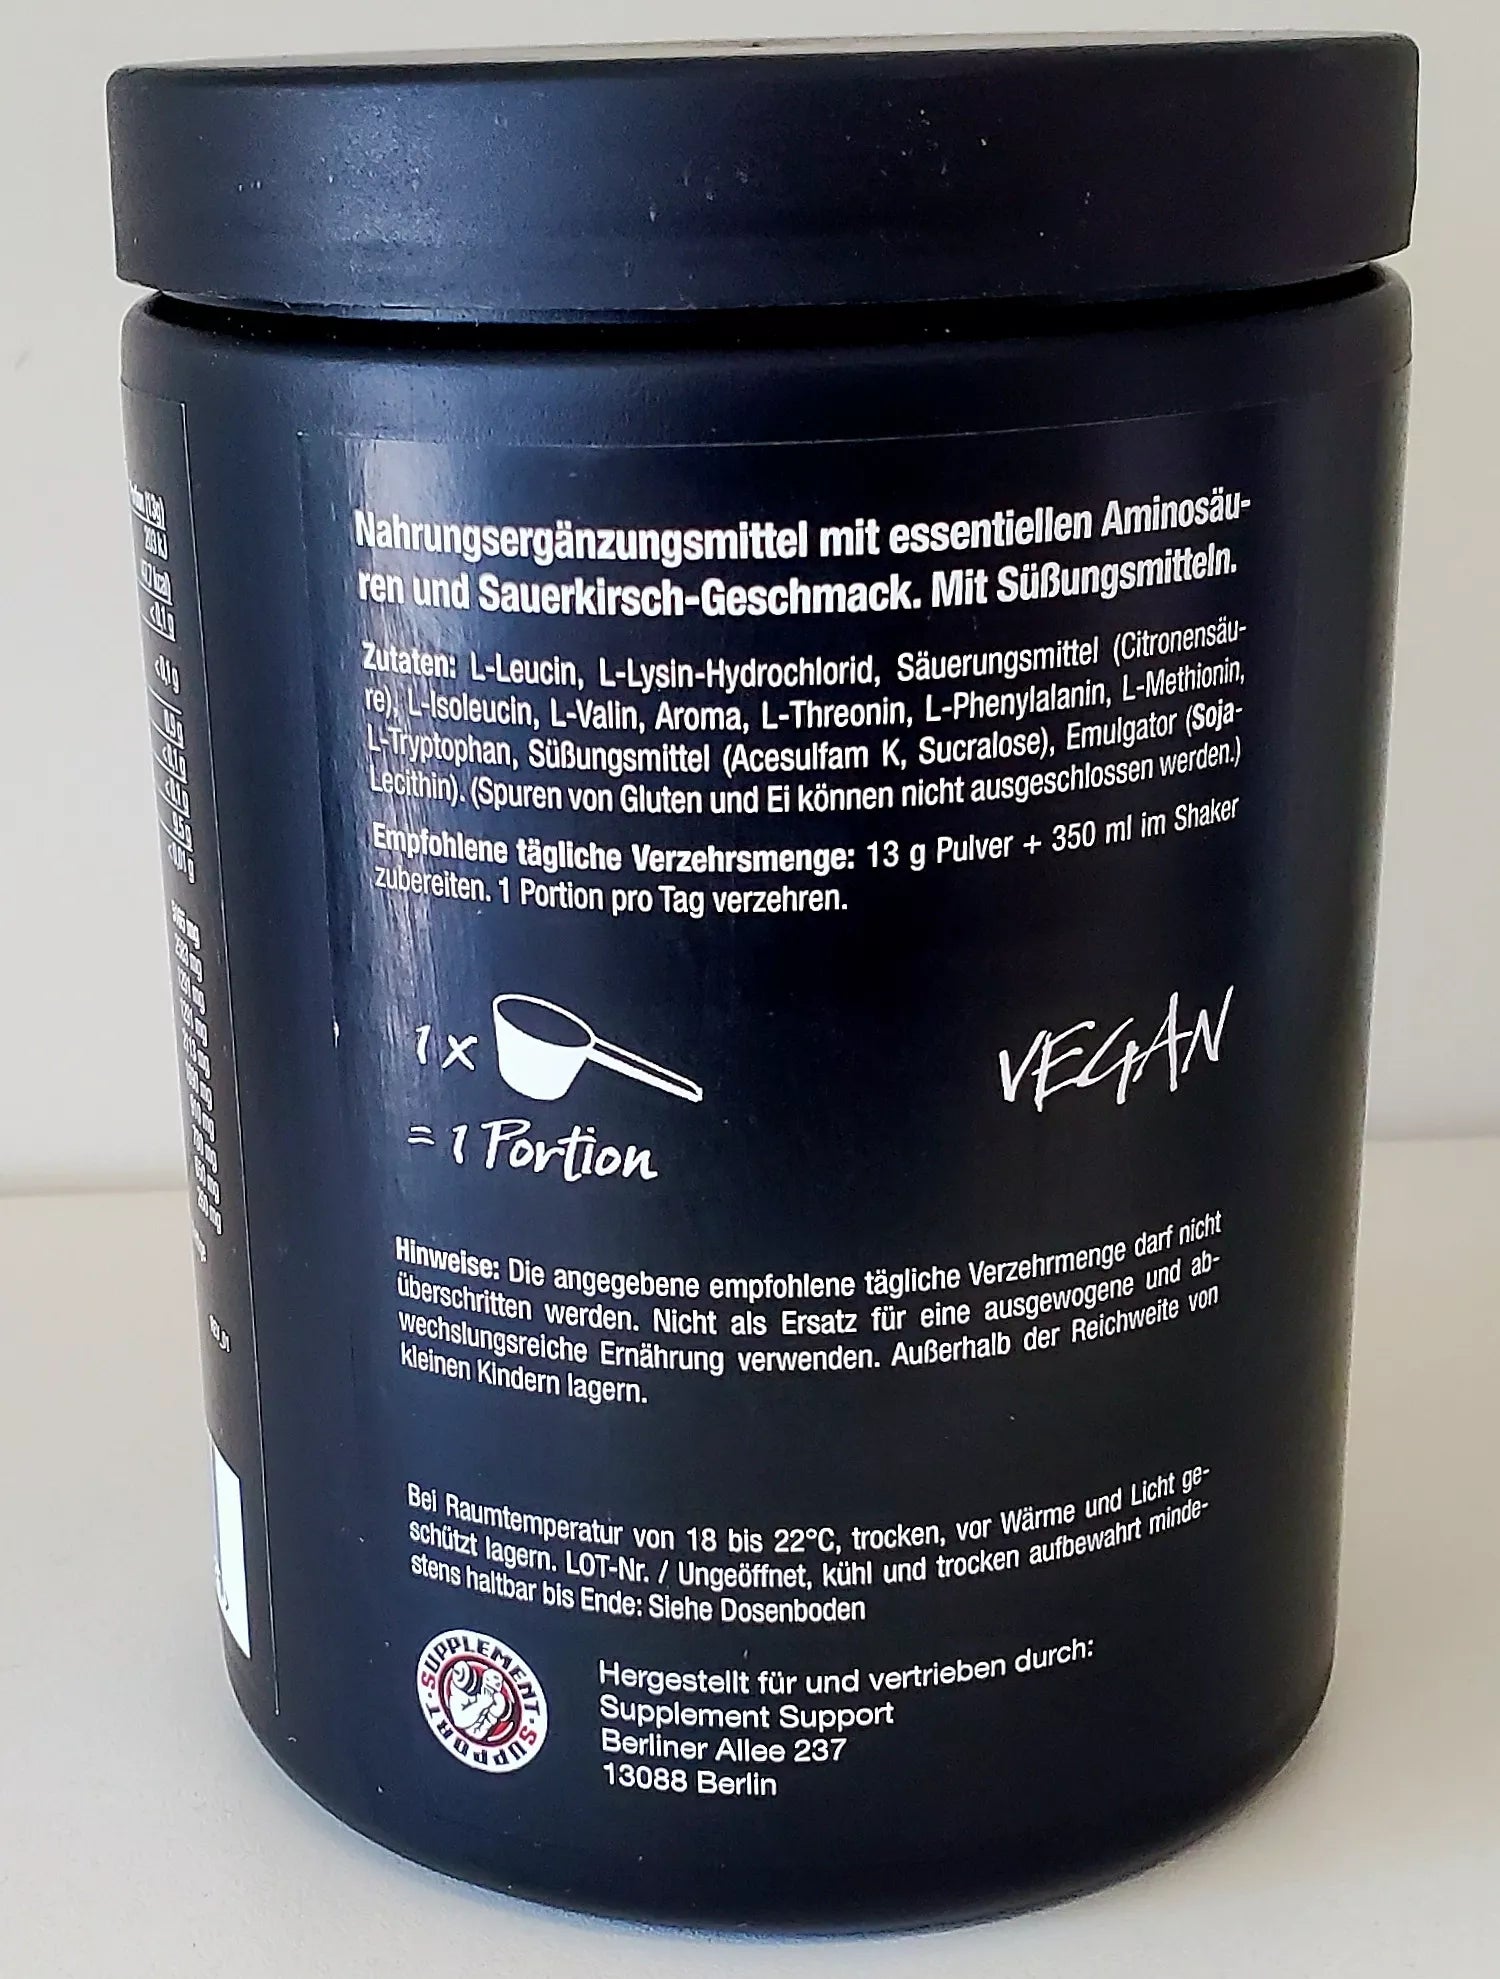 Nahrungsergänzungsmittel mit essentiellen Aminosäu-
ren und Sauerkirsch-Geschmack. Mit Süßungsmitteln.
Zutaten: L-Leucin, L-Lysin-Hydrochlorid, Säuerungsmittel (Citronensäu-
re), L-Isoleucin, L-Valin, Aroma, L-Threonin, L-Phenylalanin, L-Methionin,
L-Tryptophan, Süßungsmittel (Acesulfam K, Sucralose), Emulgator (Soja-
Lecithin). (Spuren von Gluten und Ei können nicht ausgeschlossen werden.)
Empfohlene tägliche Verzehrsmenge: 13 g Pulver + 350 ml im Shaker
zubereiten. 1 Portion pro Tag verzehren.
1 x
= 1 Portion
VEGAN
Hinweise: Die angegebene empfohlene tägliche Verzehrmenge darf nicht
überschritten werden. Nicht als Ersatz für eine ausgewogene und ab-
wechslungsreiche Ernährung verwenden. Außerhalb der Reichweite von
kleinen Kindern lagern.
Bei Raumtemperatur von 18 bis 22°C, trocken, vor Wärme und Licht ge-
schützt lagern. LOT-Nr. / Ungeöffnet, kühl und trocken aufbewahrt minde-
stens haltbar bis Ende: Siehe Dosenboden
SUPPLEMENT · SUPPORT ·
Hergestellt für und vertrieben durch:
Supplement Support
Berliner Allee 237
13088 Berlin